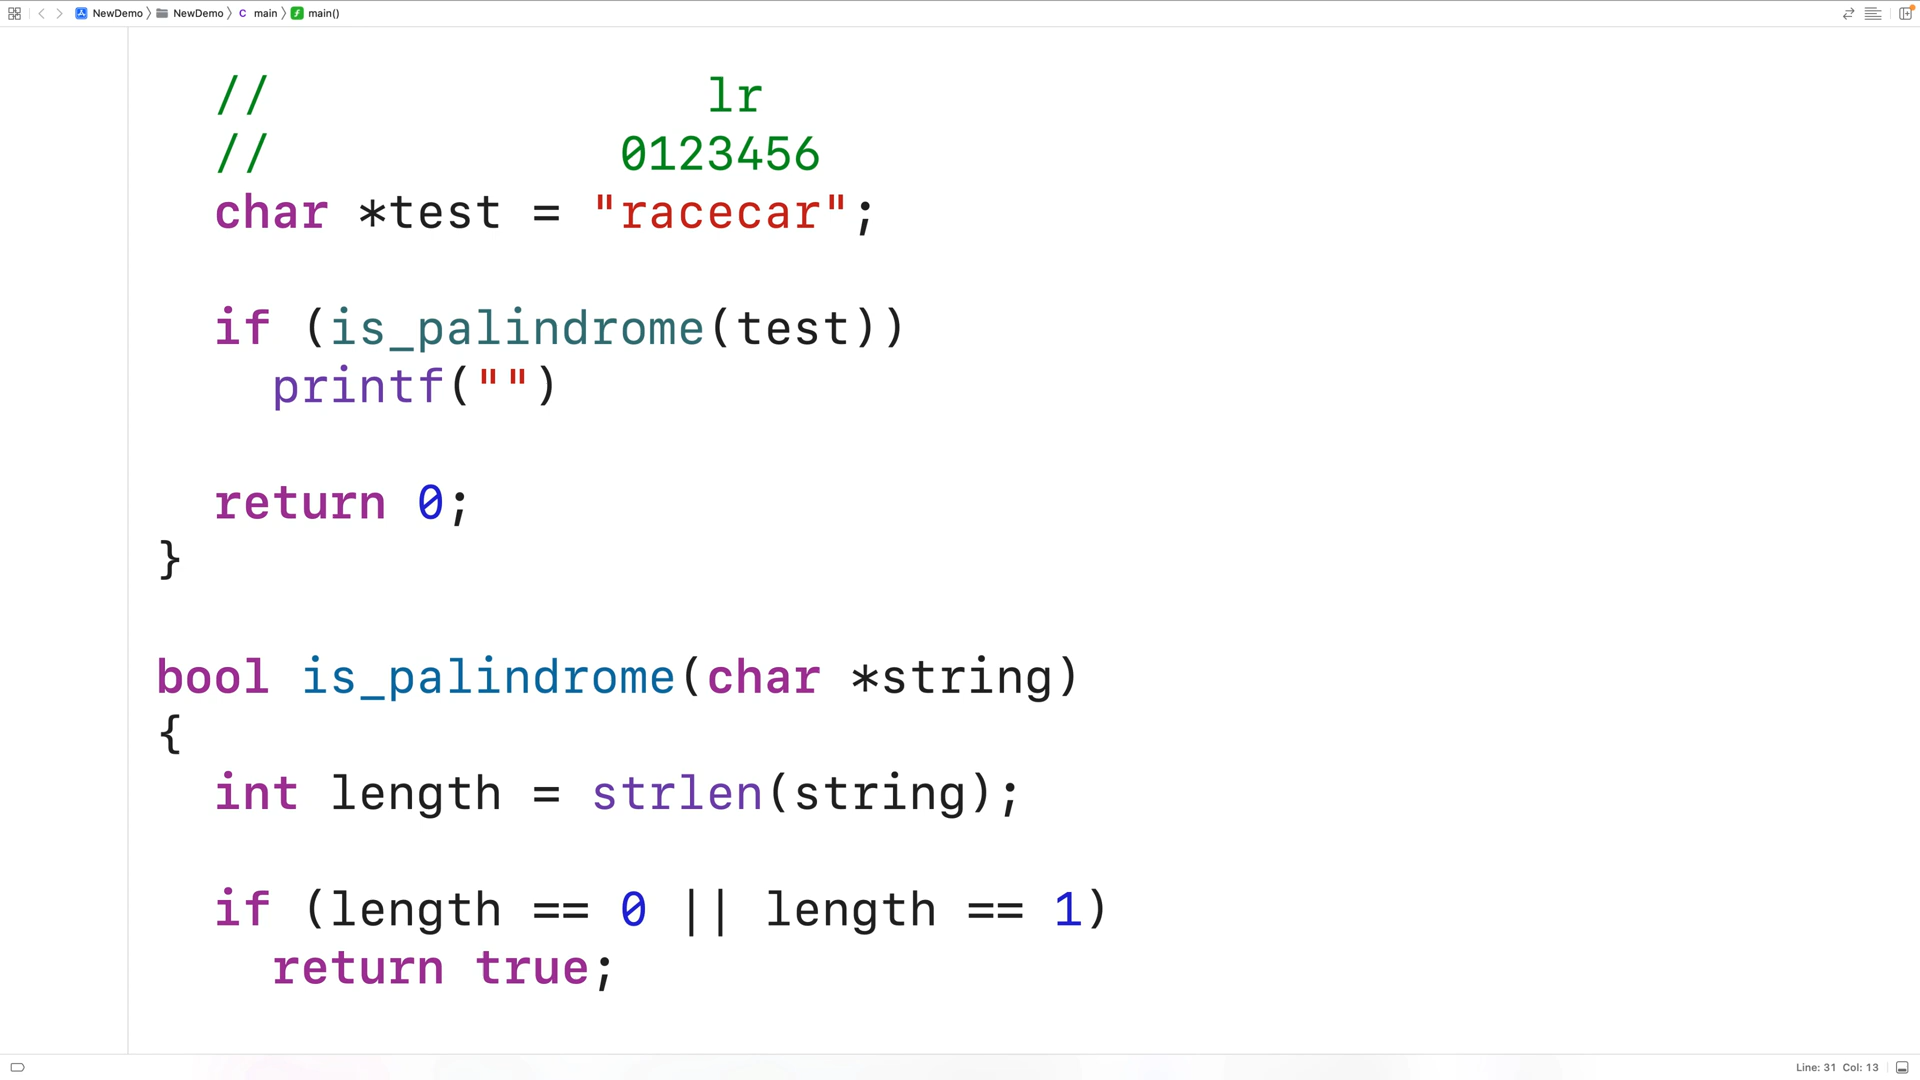 NewDemo NewDemo C main f main()
// lr
// 0123456
char *test = "racecar";
if (is_palindrome(test))
printf("")
return 0;
}
bool is_palindrome(char *string)
{
int length = strlen(string);
if (length == 0 || length == 1)
return true;
Line: 31 Col: 13